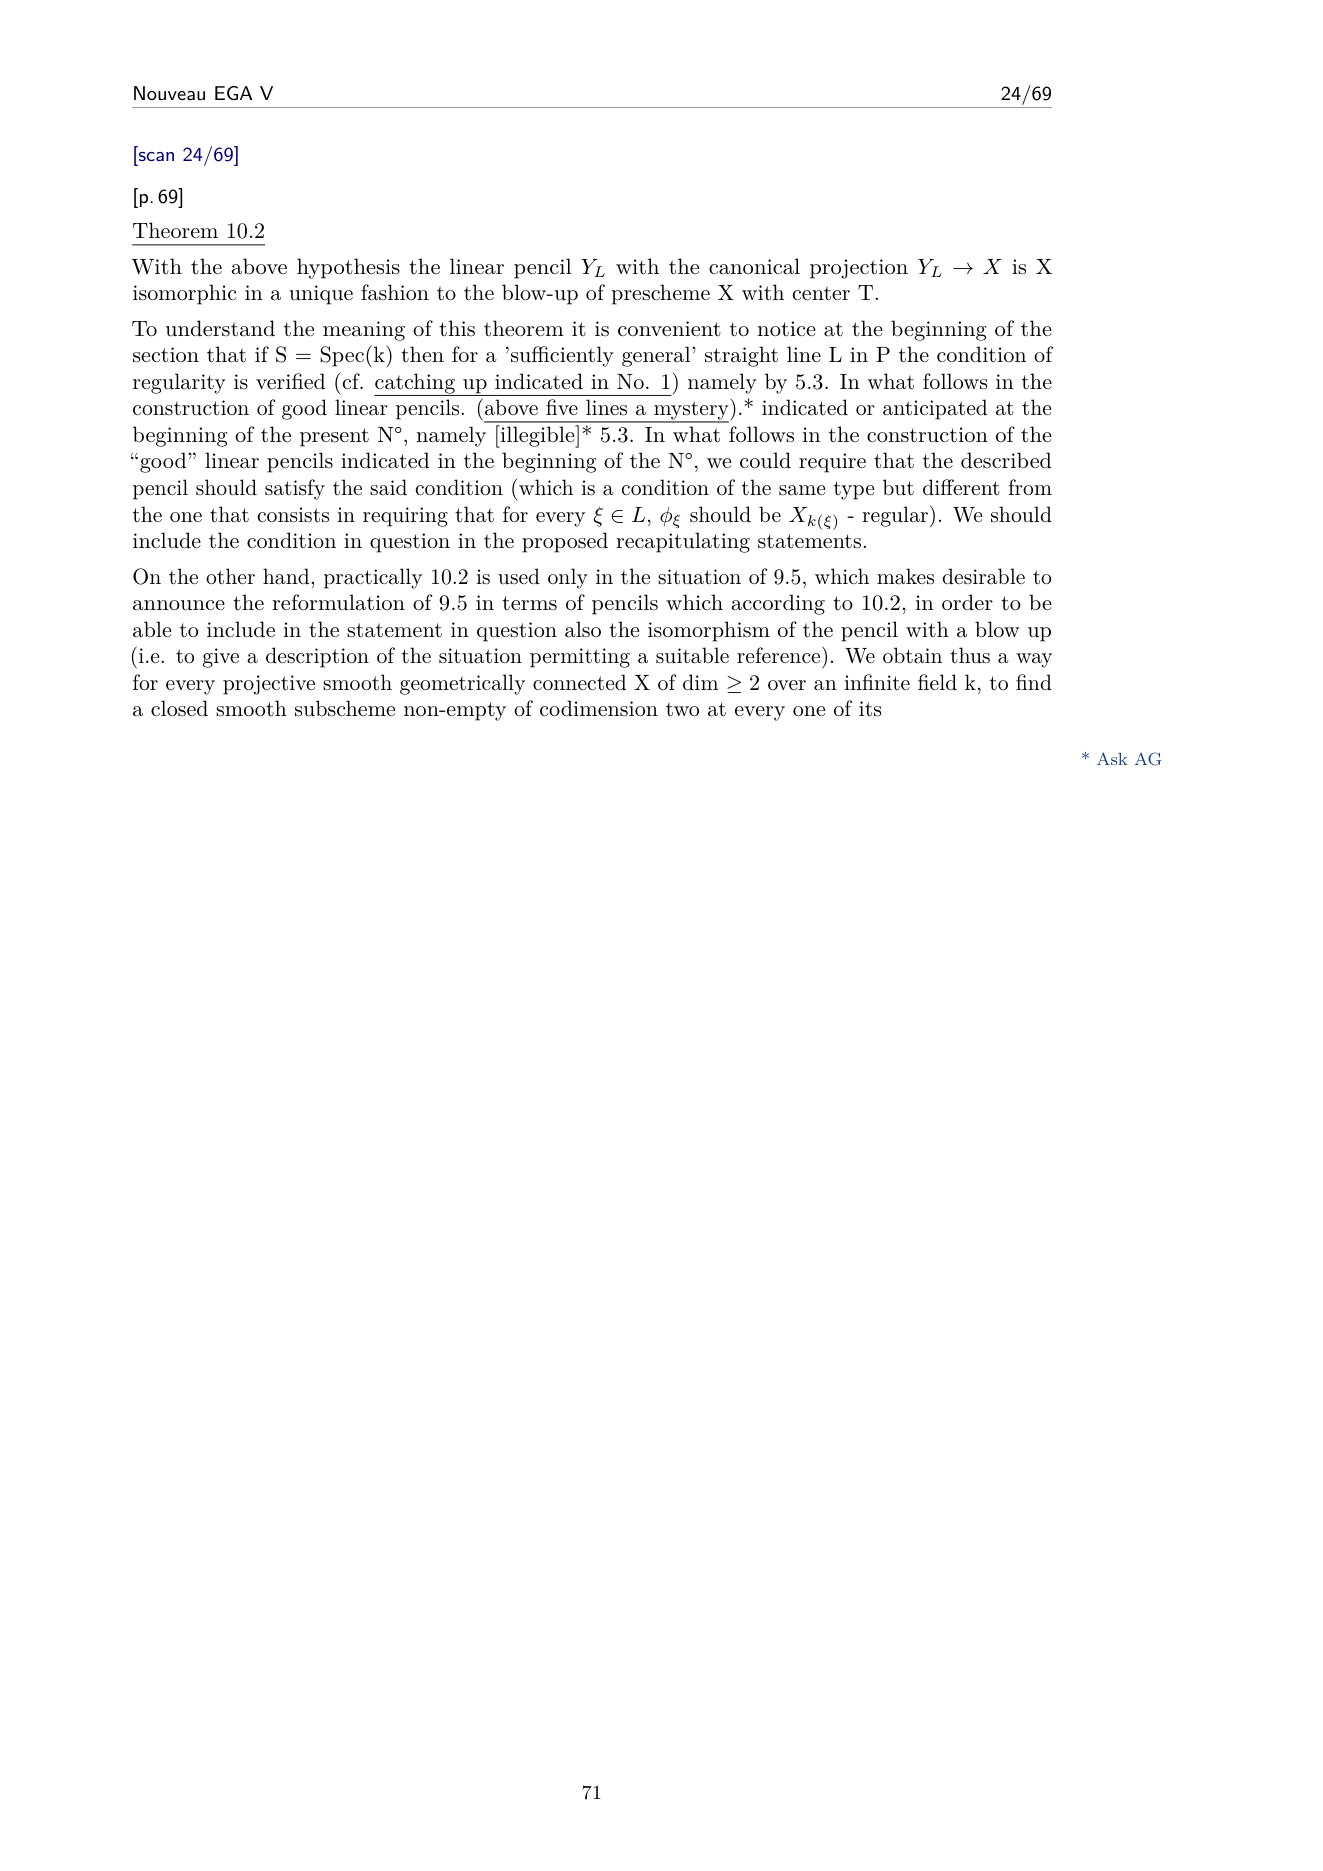 Nouveau EGA V 24/69
[scan 24/69]
[p. 69]
Theorem 10.2
With the above hypothesis the linear pencil Y_L with the canonical projection Y_L → X is X
isomorphic in a unique fashion to the blow-up of prescheme X with center T.
To understand the meaning of this theorem it is convenient to notice at the beginning of the
section that if S = Spec(k) then for a 'sufficiently general' straight line L in P the condition of
regularity is verified (cf. catching up indicated in No. 1) namely by 5.3. In what follows in the
construction of good linear pencils. (above five lines a mystery).* indicated or anticipated at the
beginning of the present N°, namely [illegible]* 5.3. In what follows in the construction of the
“good” linear pencils indicated in the beginning of the N°, we could require that the described
pencil should satisfy the said condition (which is a condition of the same type but different from
the one that consists in requiring that for every ξ ∈ L, ϕ_ξ should be X_{k(ξ)} - regular). We should
include the condition in question in the proposed recapitulating statements.
On the other hand, practically 10.2 is used only in the situation of 9.5, which makes desirable to
announce the reformulation of 9.5 in terms of pencils which according to 10.2, in order to be
able to include in the statement in question also the isomorphism of the pencil with a blow up
(i.e. to give a description of the situation permitting a suitable reference). We obtain thus a way
for every projective smooth geometrically connected X of dim ≥ 2 over an infinite field k, to find
a closed smooth subscheme non-empty of codimension two at every one of its
* Ask AG
71